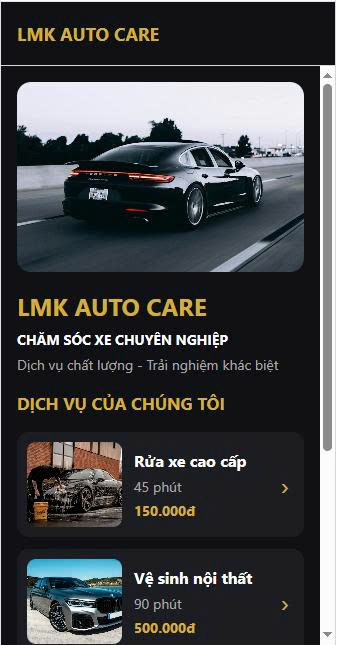 LMK AUTO CARE
LMK AUTO CARE
CHĂM SÓC XE CHUYÊN NGHIỆP
Dịch vụ chất lượng - Trải nghiệm khác biệt
DỊCH VỤ CỦA CHÚNG TÔI
Rửa xe cao cấp
45 phút
150.000đ
Vệ sinh nội thất
90 phút
500.000đ